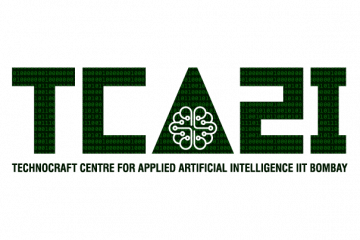 TCA2I
TECHNOCRAFT CENTRE FOR APPLIED ARTIFICIAL INTELLIGENCE IIT BOMBAY